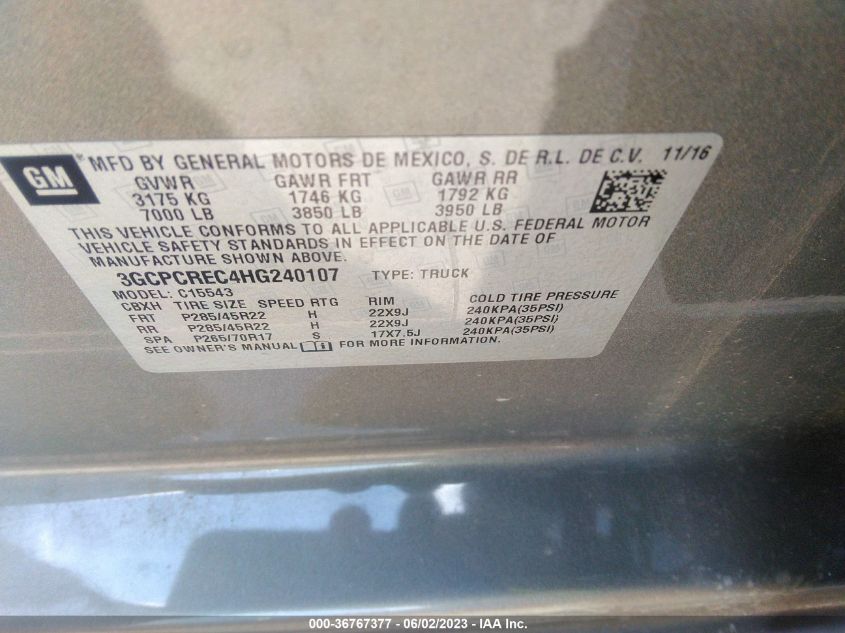 GM
MFD BY GENERAL MOTORS DE MEXICO, S. DE R.L. DE C.V. 11/16
GVWR GAWR FRT GAWR RR
3175 KG 1746 KG 1792 KG
7000 LB 3850 LB 3950 LB
THIS VEHICLE CONFORMS TO ALL APPLICABLE U.S. FEDERAL MOTOR
VEHICLE SAFETY STANDARDS IN EFFECT ON THE DATE OF
MANUFACTURE SHOWN ABOVE.
3GCPCREC4HG240107 TYPE: TRUCK
MODEL: C15543
CBXH TIRE SIZE SPEED RTG RIM COLD TIRE PRESSURE
FRT P285/45R22 H 22X9J 240KPA(35PSI)
RR P285/45R22 H 22X9J 240KPA(35PSI)
SPA P265/70R17 S 17X7.5J 240KPA(35PSI)
SEE OWNER'S MANUAL FOR MORE INFORMATION.
000-36767377 - 06/02/2023 - IAA Inc.